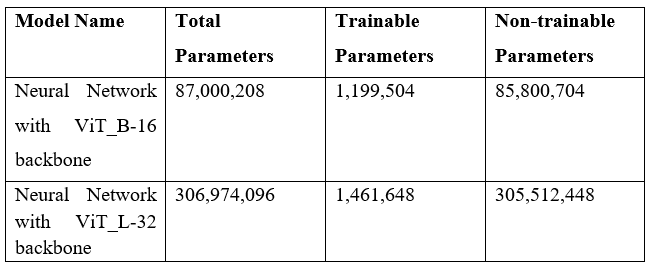 Model Name Total Trainable Non-trainable
Parameters Parameters Parameters
Neural Network 87,000,208 1,199,504 85,800,704
with ViT_B-16
backbone
Neural Network 306,974,096 1,461,648 305,512,448
with ViT_L-32
backbone